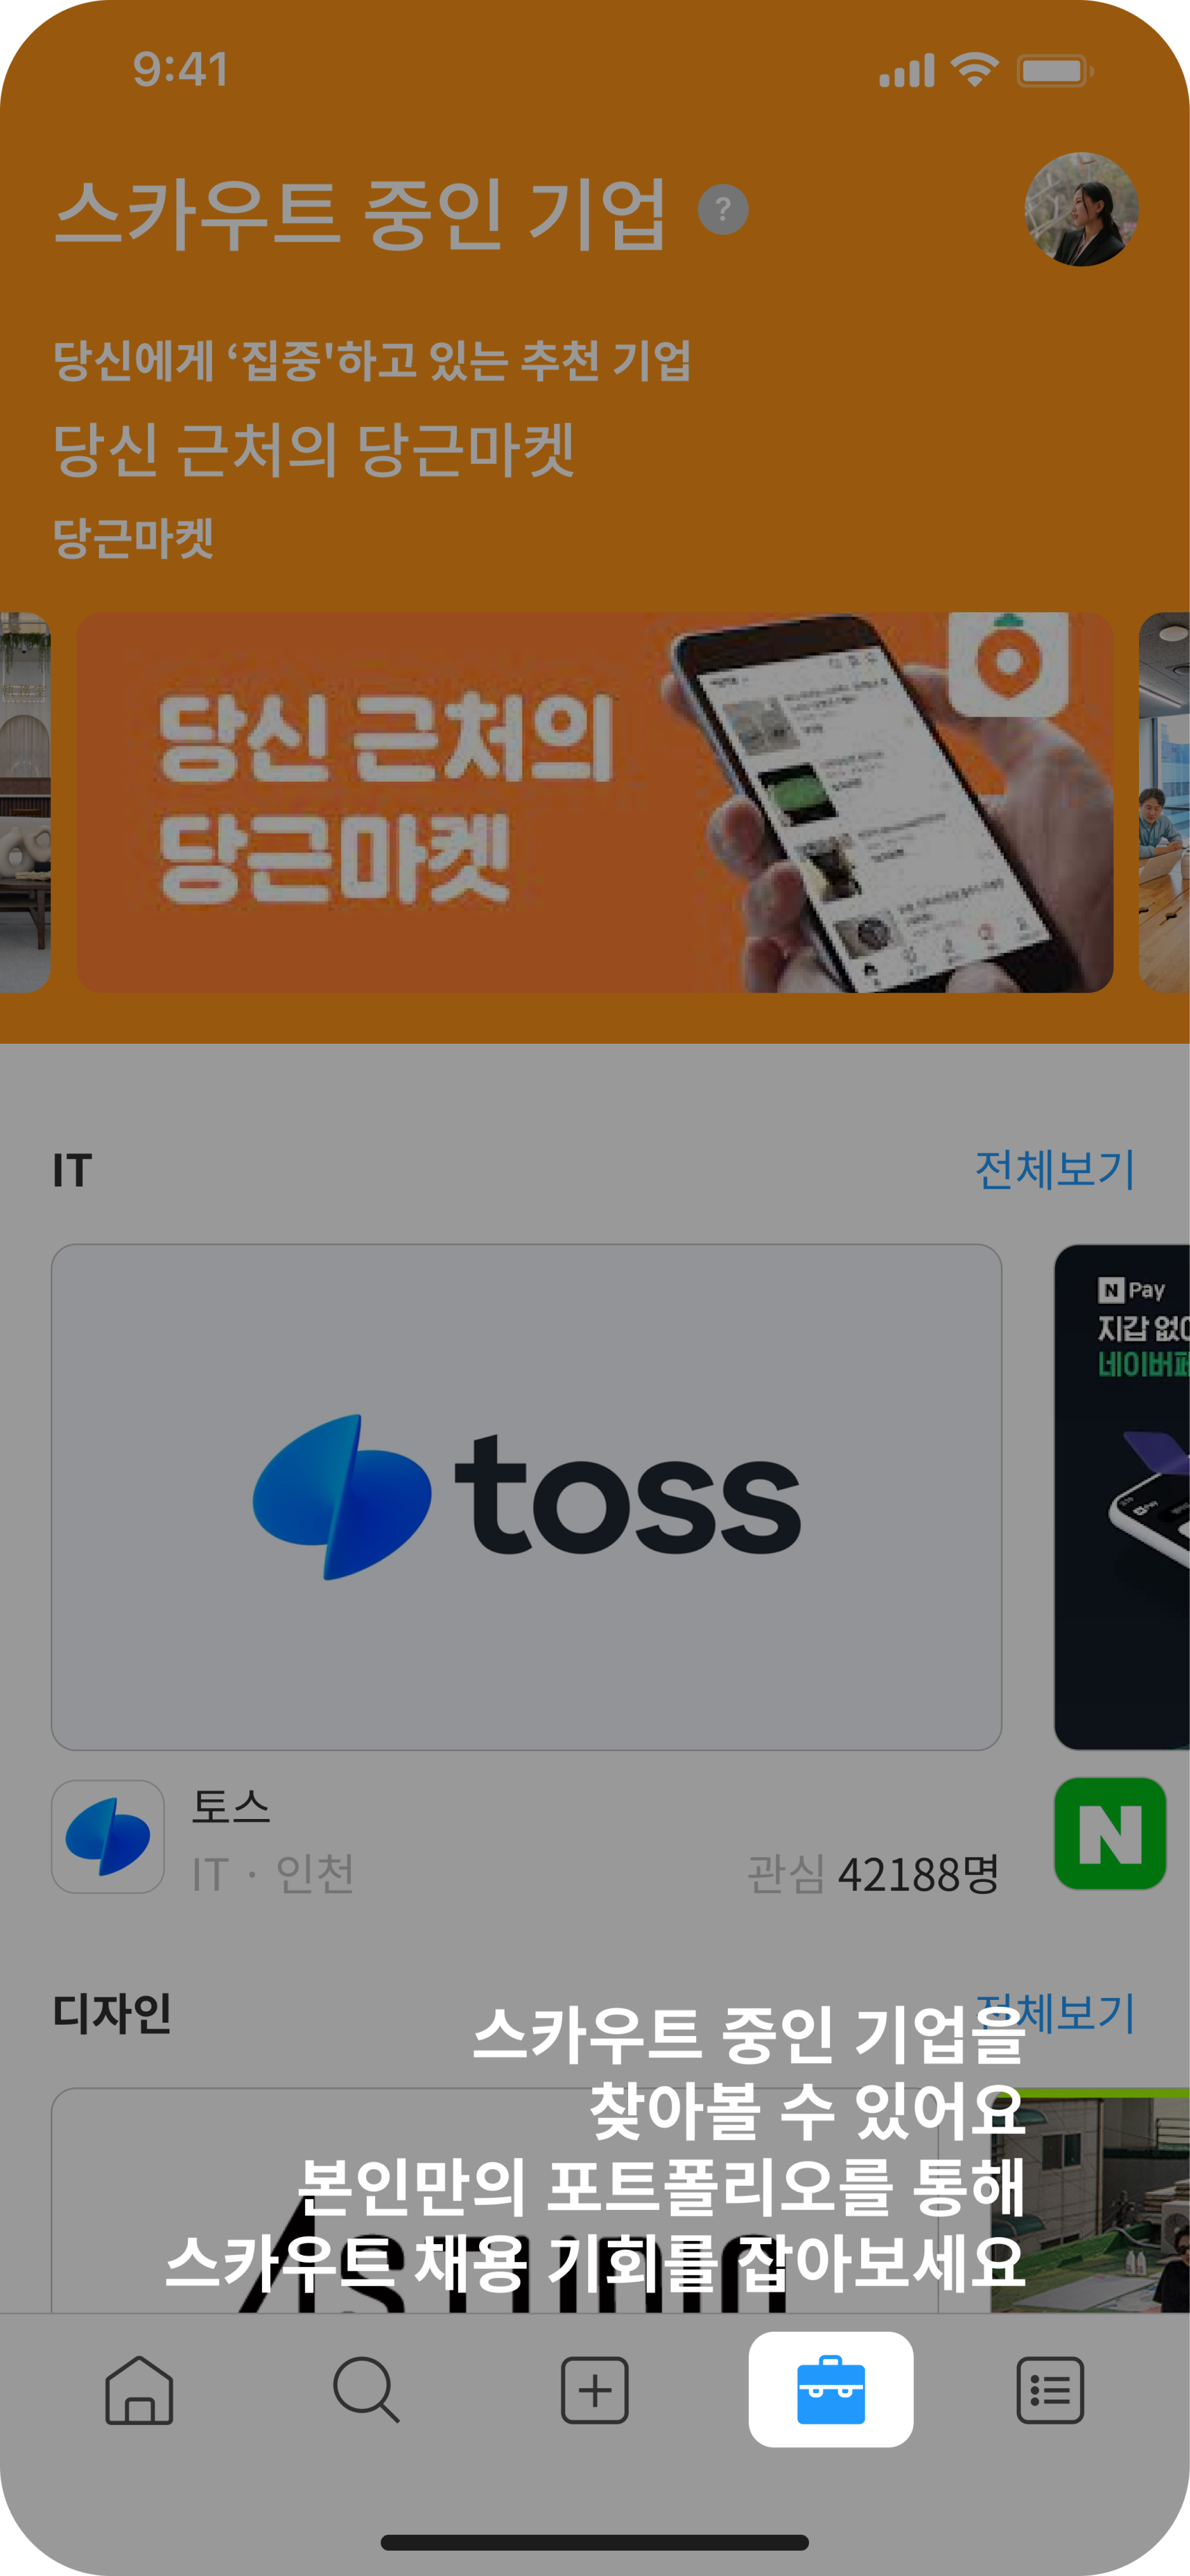 9:41
스카우트 중인 기업 ?
당신에게 ‘집중'하고 있는 추천 기업
당신 근처의 당근마켓
당근마켓
당신 근처의
당근마켓
IT 전체보기
toss
N Pay
지갑 없이
네이버페
토스
IT · 인천
관심 42188명
N
디자인 전체보기
스카우트 중인 기업을
찾아볼 수 있어요
본인만의 포트폴리오를 통해
스카우트 채용 기회를 잡아보세요